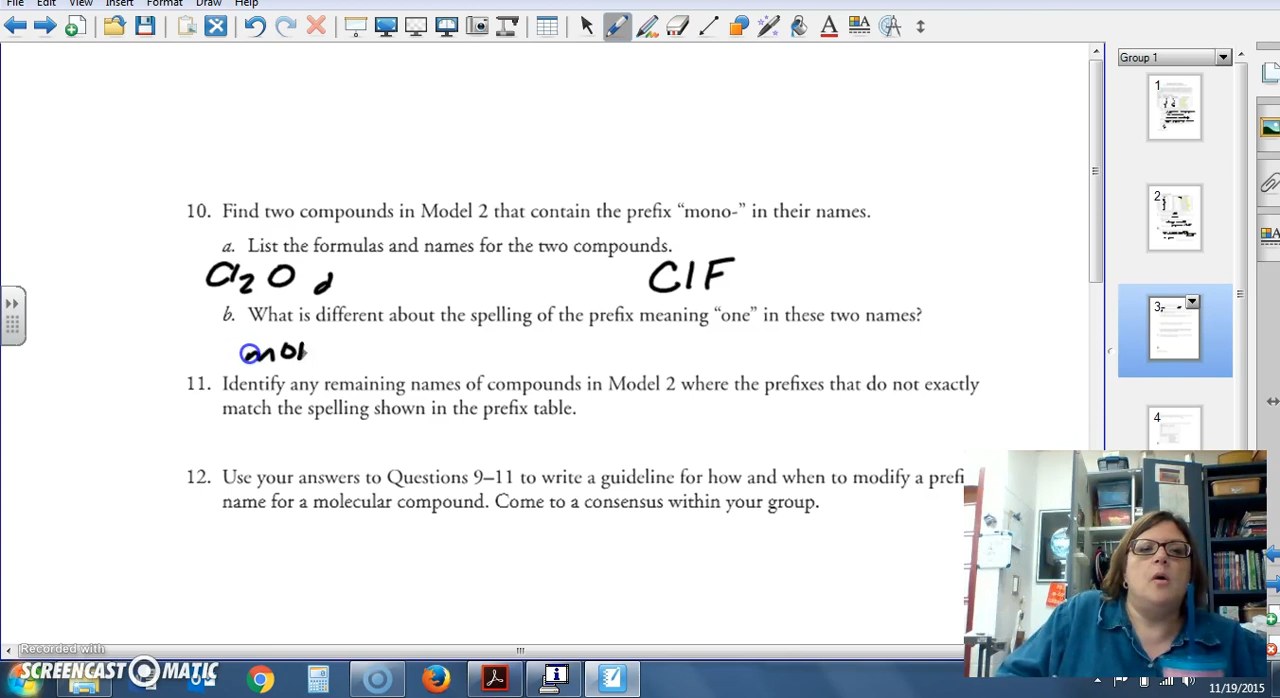 File Edit View Insert Format Draw Help
Group 1
1
2
3
4
10. Find two compounds in Model 2 that contain the prefix “mono-” in their names.
a. List the formulas and names for the two compounds.
Cl2O d ClF
b. What is different about the spelling of the prefix meaning “one” in these two names?
mon
11. Identify any remaining names of compounds in Model 2 where the prefixes that do not exactly
match the spelling shown in the prefix table.
12. Use your answers to Questions 9–11 to write a guideline for how and when to modify a prefi
name for a molecular compound. Come to a consensus within your group.
Recorded with
SCREENCAST MATIC
11/19/2015